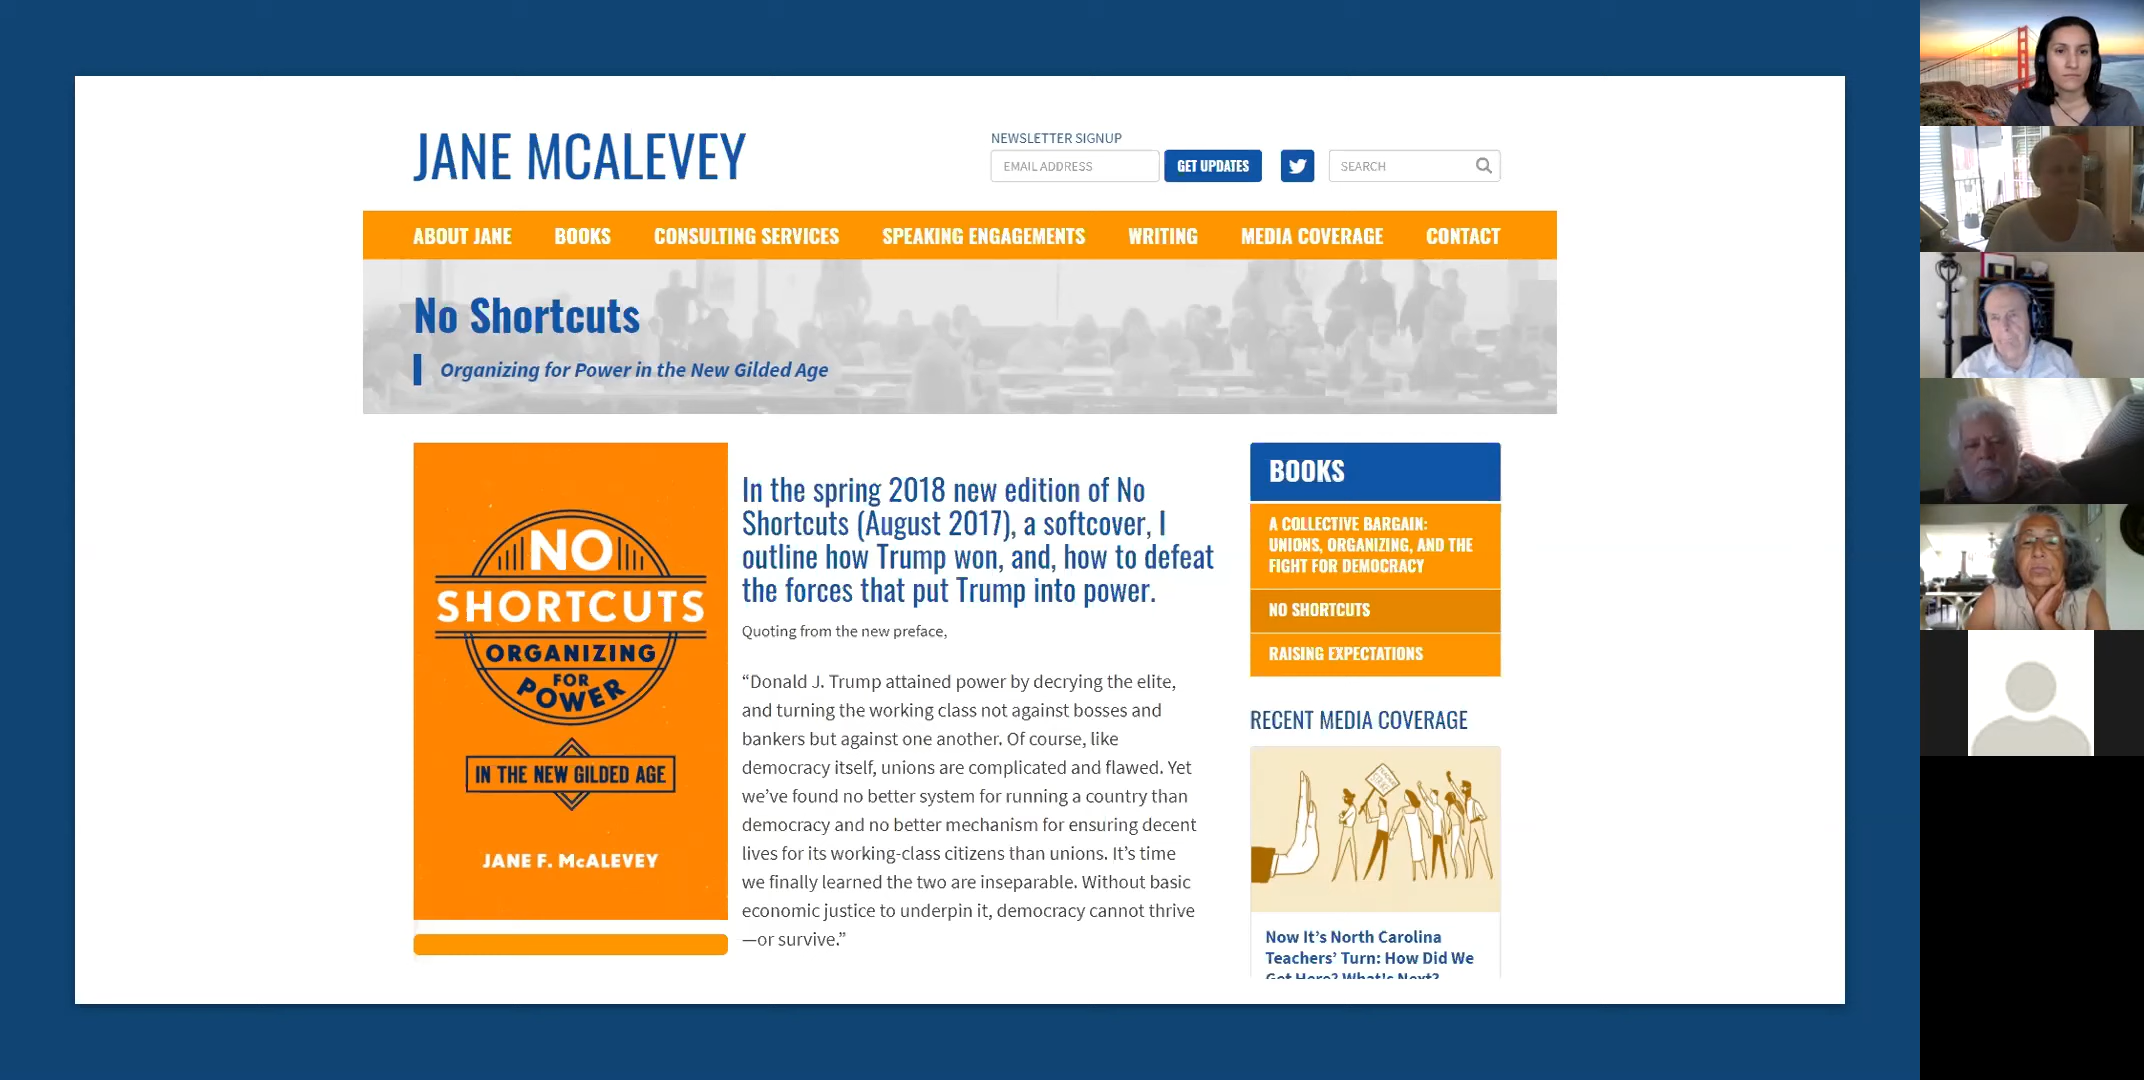 JANE MCALEVEY
NEWSLETTER SIGNUP
EMAIL ADDRESS
GET UPDATES
SEARCH
ABOUT JANE
BOOKS
CONSULTING SERVICES
SPEAKING ENGAGEMENTS
WRITING
MEDIA COVERAGE
CONTACT
No Shortcuts
Organizing for Power in the New Gilded Age
NO
SHORTCUTS
ORGANIZING
FOR
POWER
IN THE NEW GILDED AGE
JANE F. McALEVEY
In the spring 2018 new edition of No
Shortcuts (August 2017), a softcover, I
outline how Trump won, and, how to defeat
the forces that put Trump into power.
Quoting from the new preface,
“Donald J. Trump attained power by decrying the elite,
and turning the working class not against bosses and
bankers but against one another. Of course, like
democracy itself, unions are complicated and flawed. Yet
we’ve found no better system for running a country than
democracy and no better mechanism for ensuring decent
lives for its working-class citizens than unions. It’s time
we finally learned the two are inseparable. Without basic
economic justice to underpin it, democracy cannot thrive
—or survive.”
BOOKS
A COLLECTIVE BARGAIN:
UNIONS, ORGANIZING, AND THE
FIGHT FOR DEMOCRACY
NO SHORTCUTS
RAISING EXPECTATIONS
RECENT MEDIA COVERAGE
Now It’s North Carolina
Teachers’ Turn: How Did We
Get Here? What's Next?